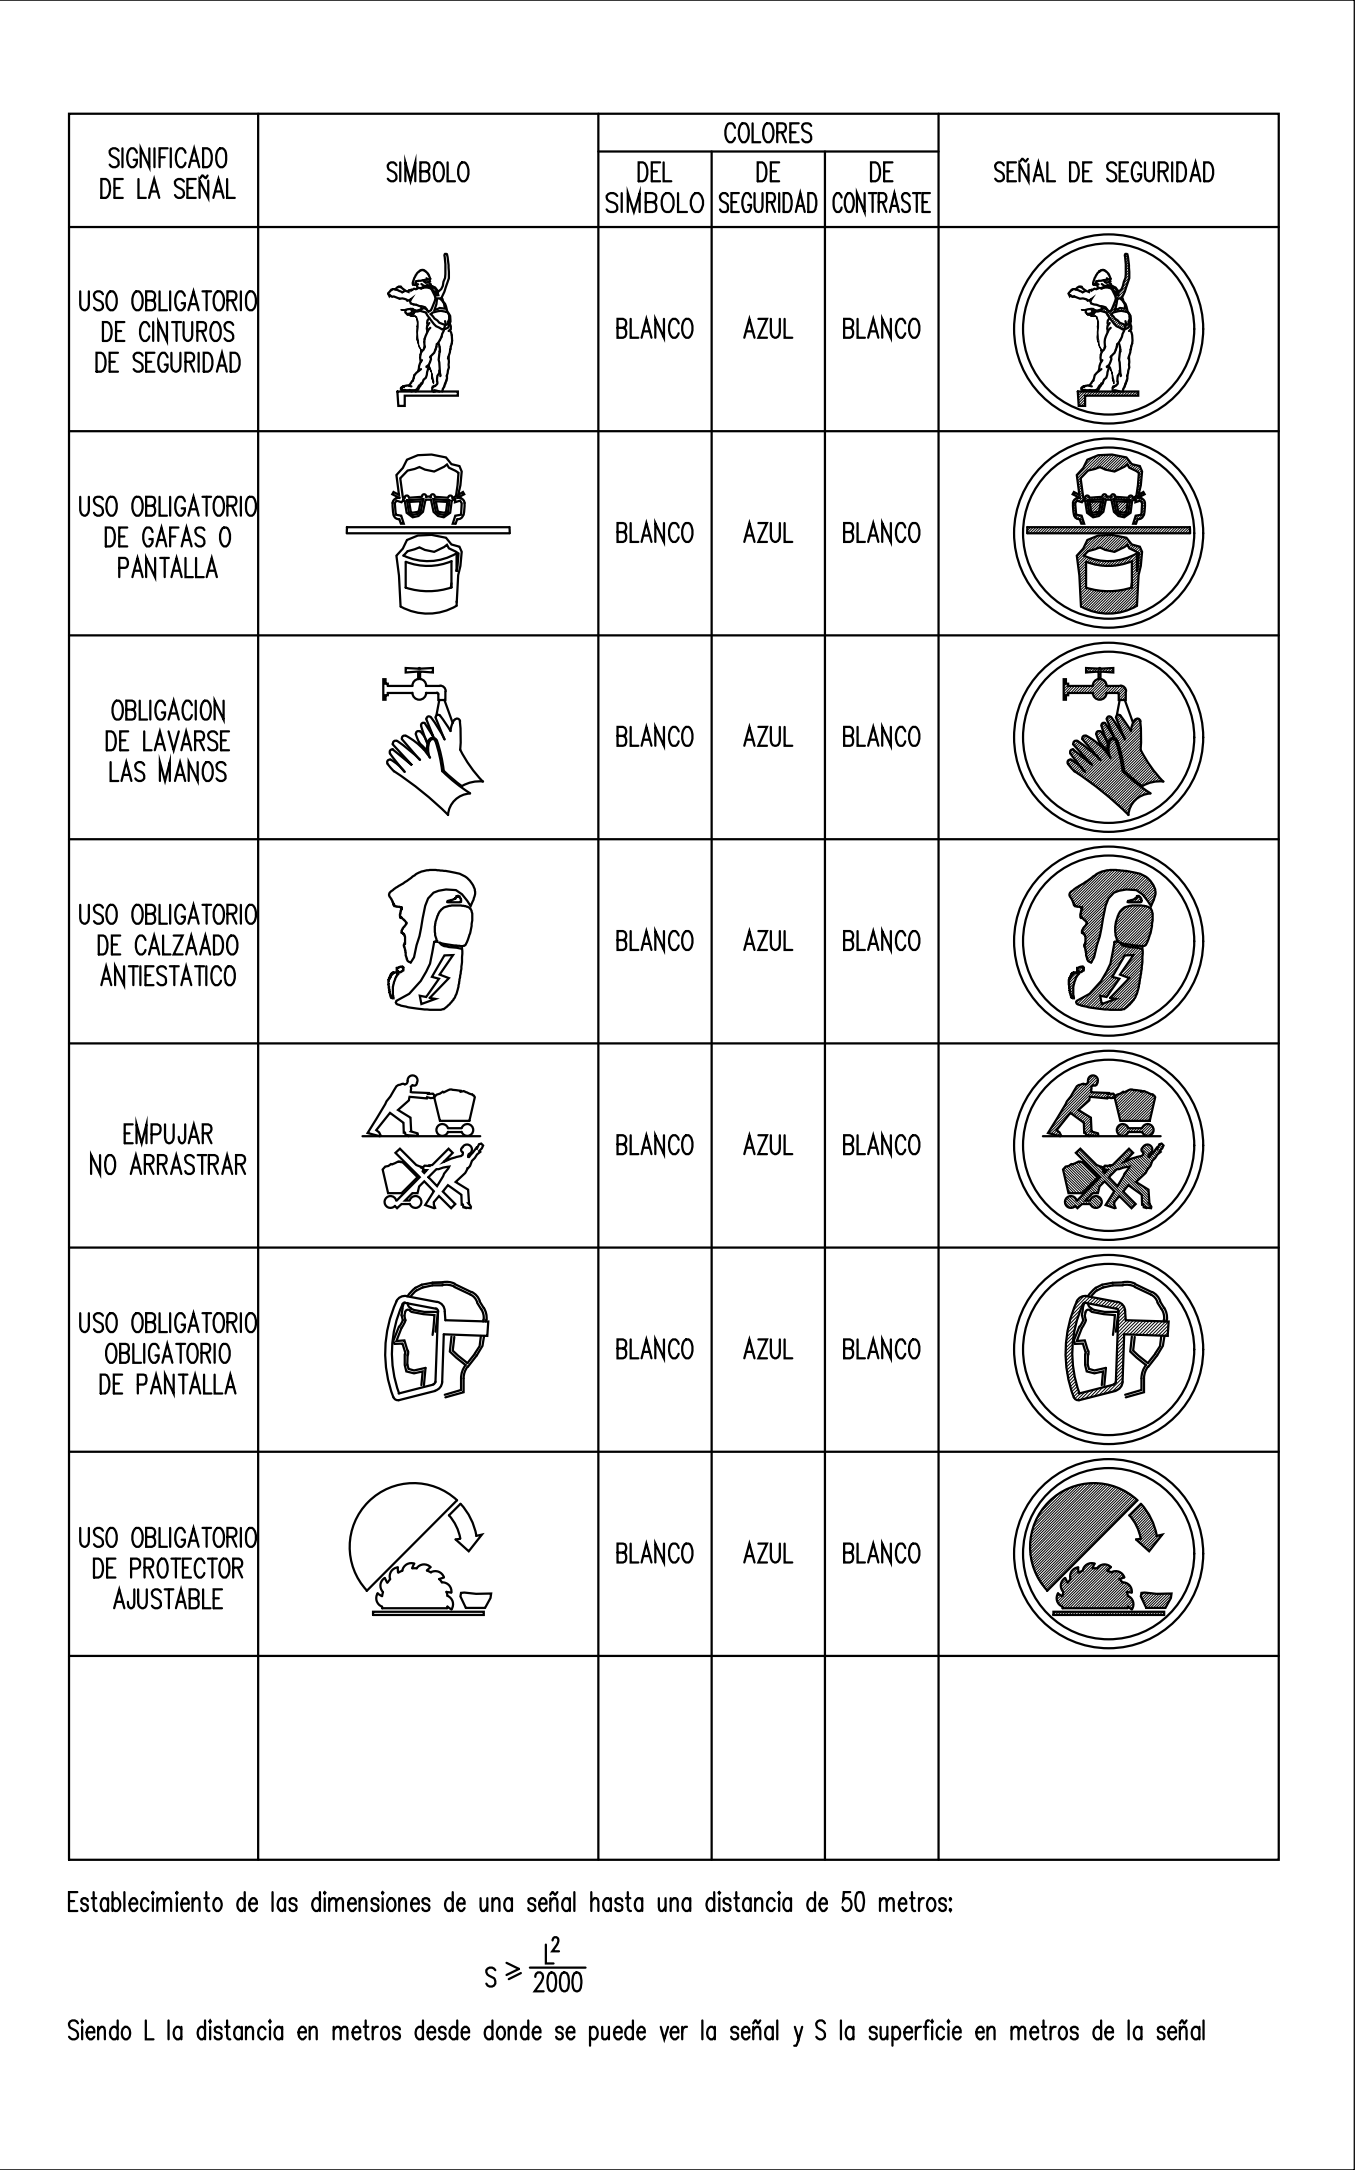 SIGNIFICADO
DE LA SEÑAL
SIMBOLO
COLORES
DEL
SIMBOLO
DE
SEGURIDAD
DE
CONTRASTE
SEÑAL DE SEGURIDAD
USO OBLIGATORIO
DE CINTUROS
DE SEGURIDAD
BLANCO
AZUL
BLANCO
USO OBLIGATORIO
DE GAFAS O
PANTALLA
BLANCO
AZUL
BLANCO
OBLIGACION
DE LAVARSE
LAS MANOS
BLANCO
AZUL
BLANCO
USO OBLIGATORIO
DE CALZAADO
ANTIESTATICO
BLANCO
AZUL
BLANCO
EMPUJAR
NO ARRASTRAR
BLANCO
AZUL
BLANCO
USO OBLIGATORIO
OBLIGATORIO
DE PANTALLA
BLANCO
AZUL
BLANCO
USO OBLIGATORIO
DE PROTECTOR
AJUSTABLE
BLANCO
AZUL
BLANCO
Establecimiento de las dimensiones de una señal hasta una distancia de 50 metros:
S ⩾ L²
2000
Siendo L la distancia en metros desde donde se puede ver la señal y S la superficie en metros de la señal